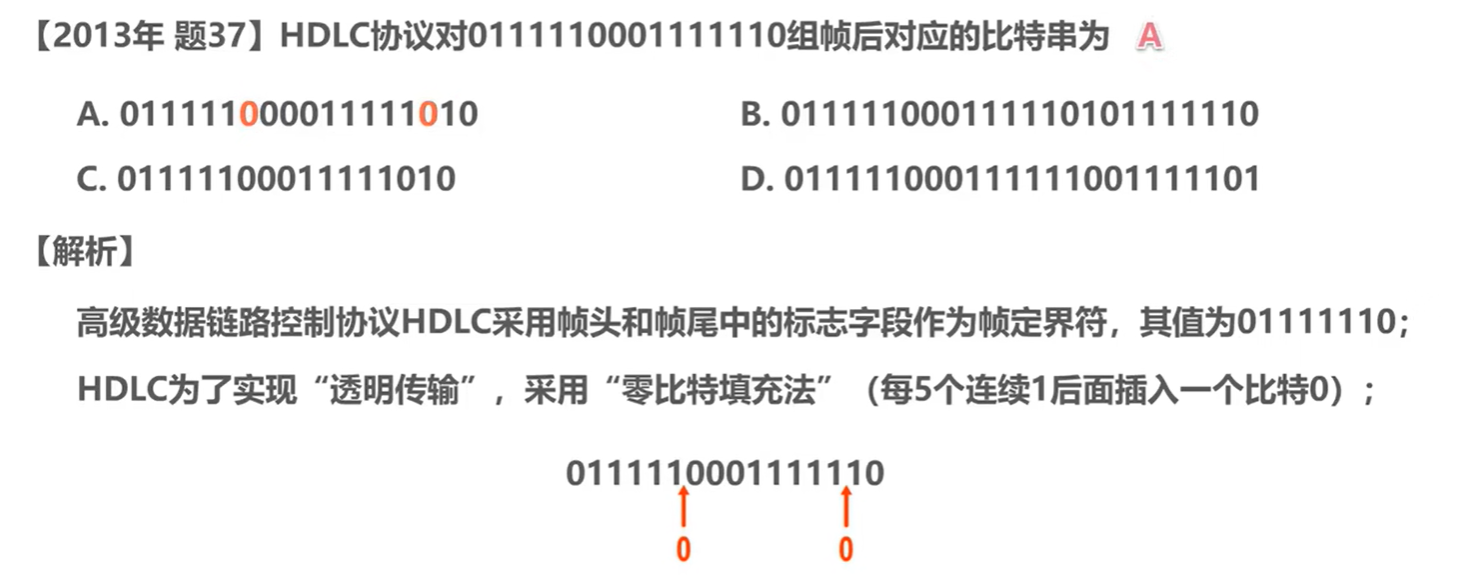 【2013年 题37】HDLC协议对0111110001111110组帧后对应的比特串为 A
A. 011111000011111010 B. 011111000111110101111110
C. 01111100011111010 D. 011111000111111001111101
【解析】
高级数据链路控制协议HDLC采用帧头和帧尾中的标志字段作为帧定界符，其值为01111110；
HDLC为了实现“透明传输”，采用“零比特填充法”（每5个连续1后面插入一个比特0）；
0111110001111110
0 0